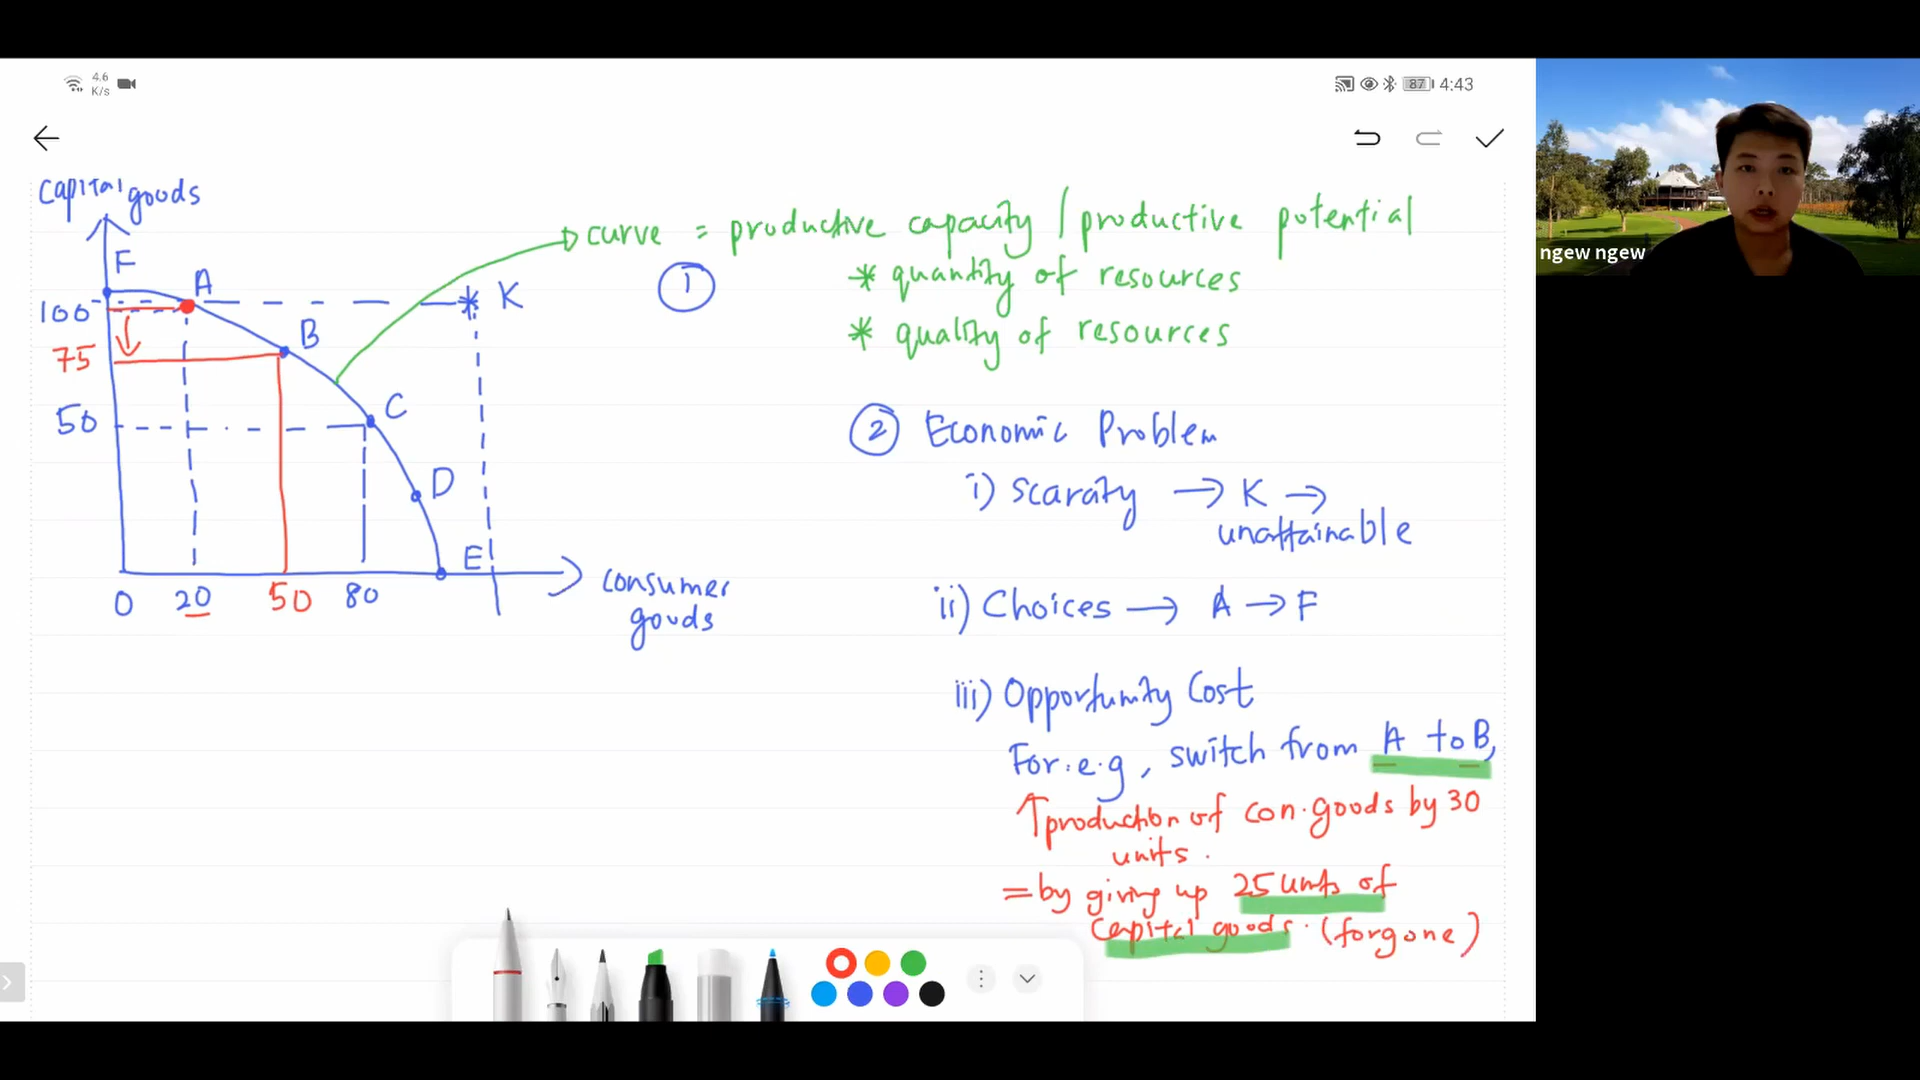 4.6
K/s
87 4:43
ngew ngew
Capital goods
F
A
100
K
B
75
C
50
D
E
0 20 50 80
consumer
goods
curve = productive capacity / productive potential
1
* quantity of resources
* quality of resources
2 Economic Problem
i) Scarcity → K →
unattainable
ii) Choices → A → F
iii) Opportunity Cost
For.e.g, switch from A to B,
↑ production of con.goods by 30
units.
= by giving up 25 units of
capital goods. (forgone)